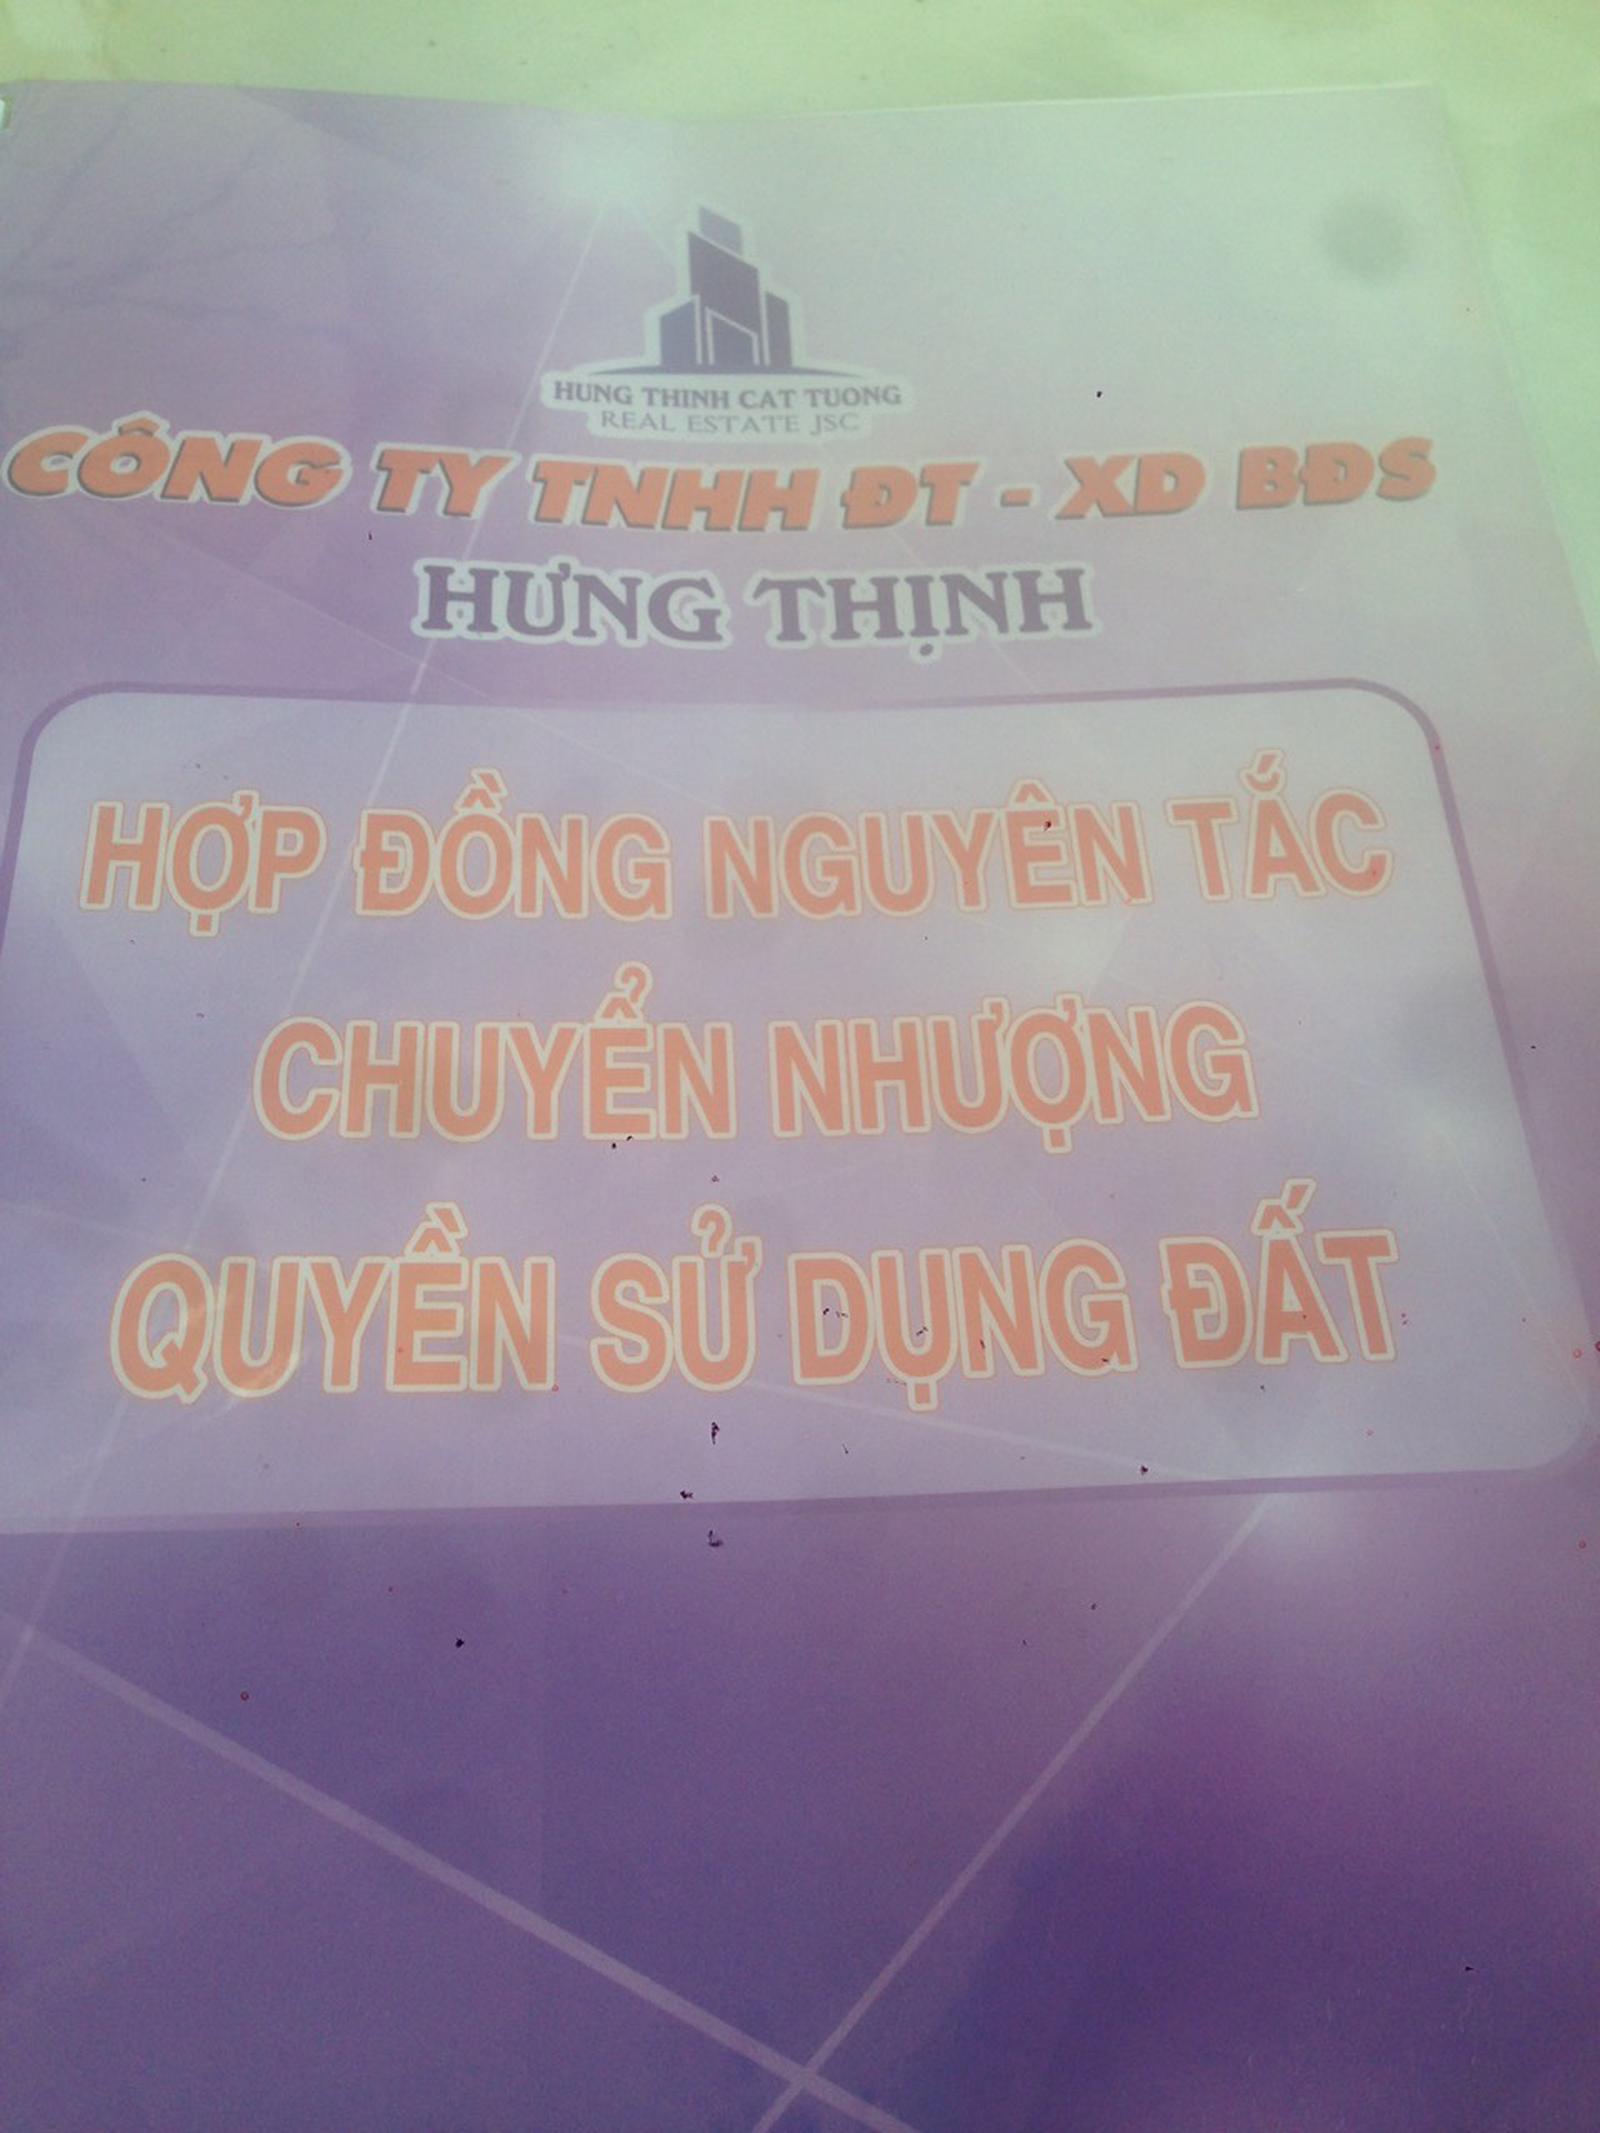 HUNG THINH CAT TUONG
REAL ESTATE JSC
CÔNG TY TNHH ĐT - XD BĐS
HƯNG THỊNH
HỢP ĐỒNG NGUYÊN TẮC
CHUYỂN NHƯỢNG
QUYỀN SỬ DỤNG ĐẤT